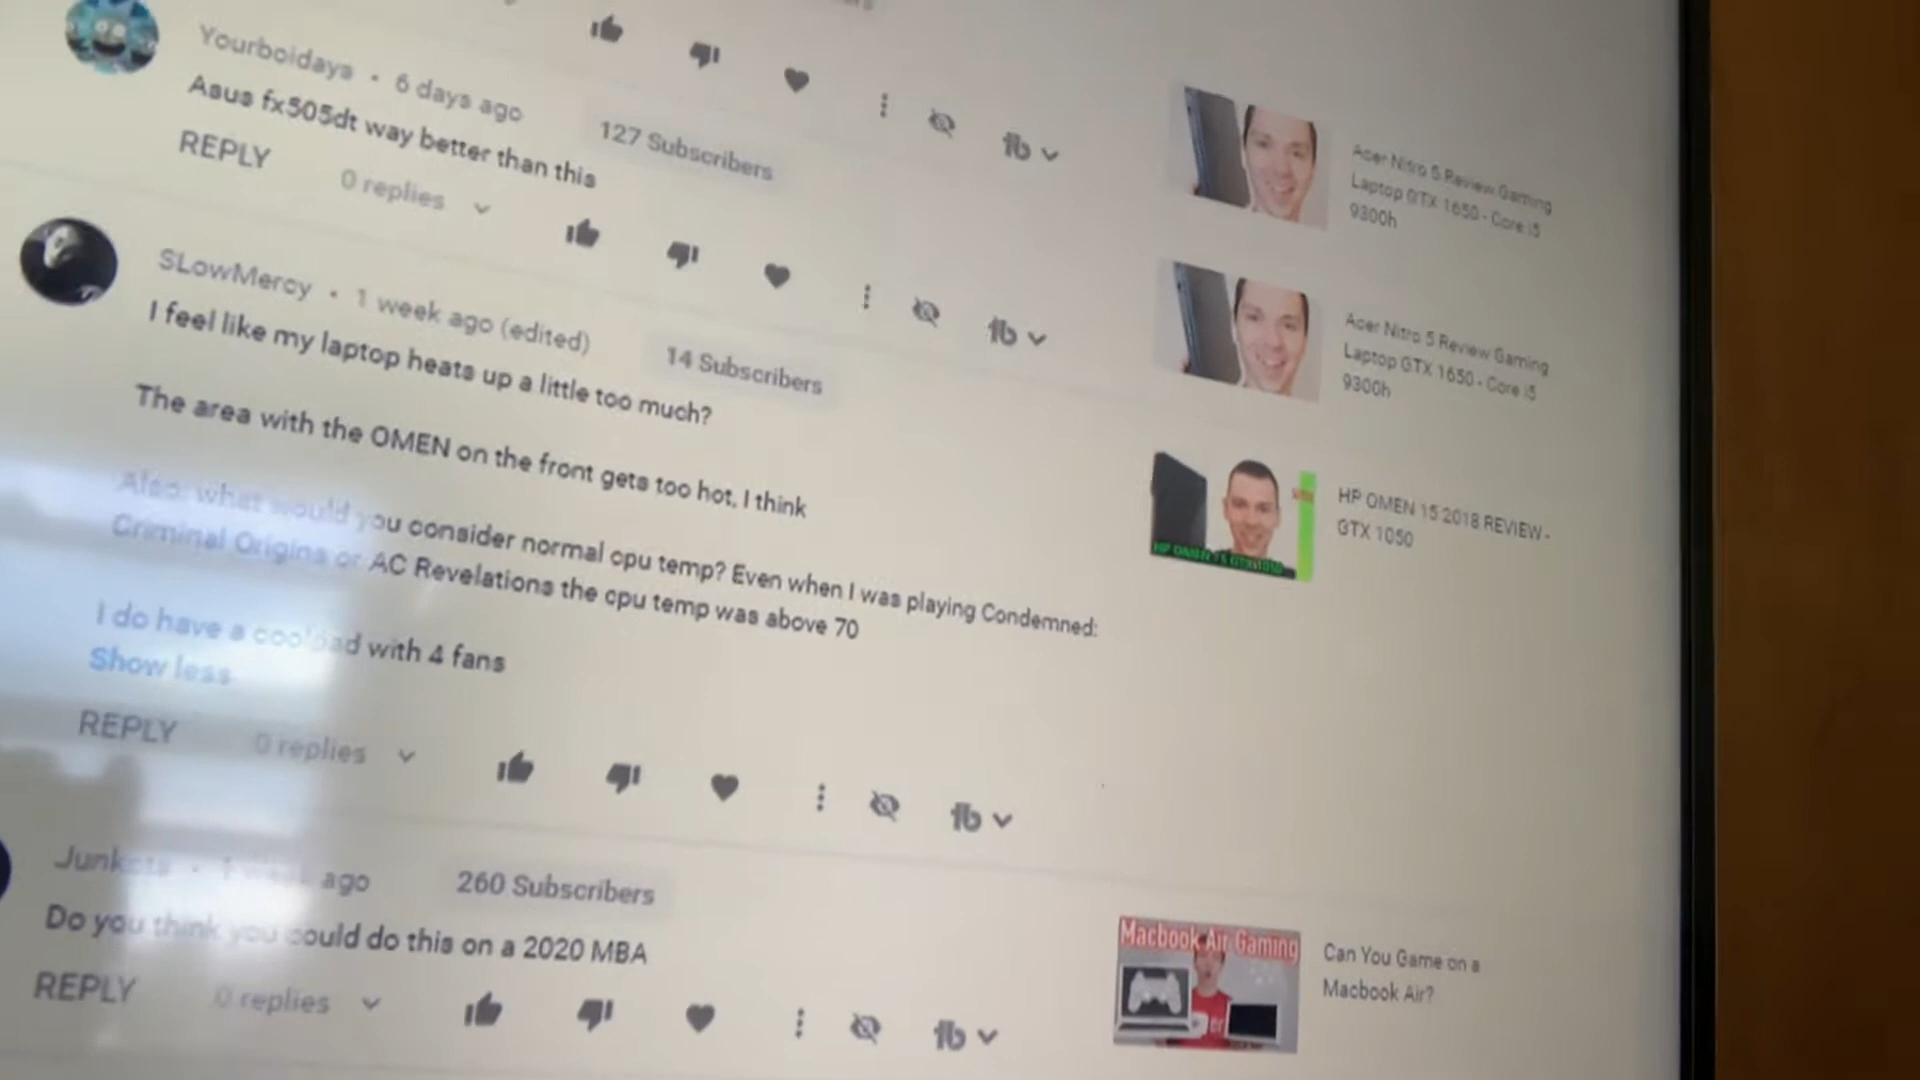 Yourboidays • 6 days ago
127 Subscribers
Asus fx505dt way better than this
REPLY
0 replies
Acer Nitro 5 Review Gaming
Laptop GTX 1650 - Core i5
9300h
SLowMercy • 1 week ago (edited)
14 Subscribers
I feel like my laptop heats up a little too much?
The area with the OMEN on the front gets too hot, I think
Also, what would you consider normal cpu temp? Even when I was playing Condemned:
Criminal Origins or AC Revelations the cpu temp was above 70
I do have a coolpad with 4 fans
Show less
REPLY
0 replies
Acer Nitro 5 Review Gaming
Laptop GTX 1650 - Core i5
9300h
HP OMEN 15 GTX 1050
HP OMEN 15 2018 REVIEW -
GTX 1050
ago
260 Subscribers
Do you think you could do this on a 2020 MBA
REPLY
0 replies
Macbook Air Gaming
or
Can You Game on a
Macbook Air?